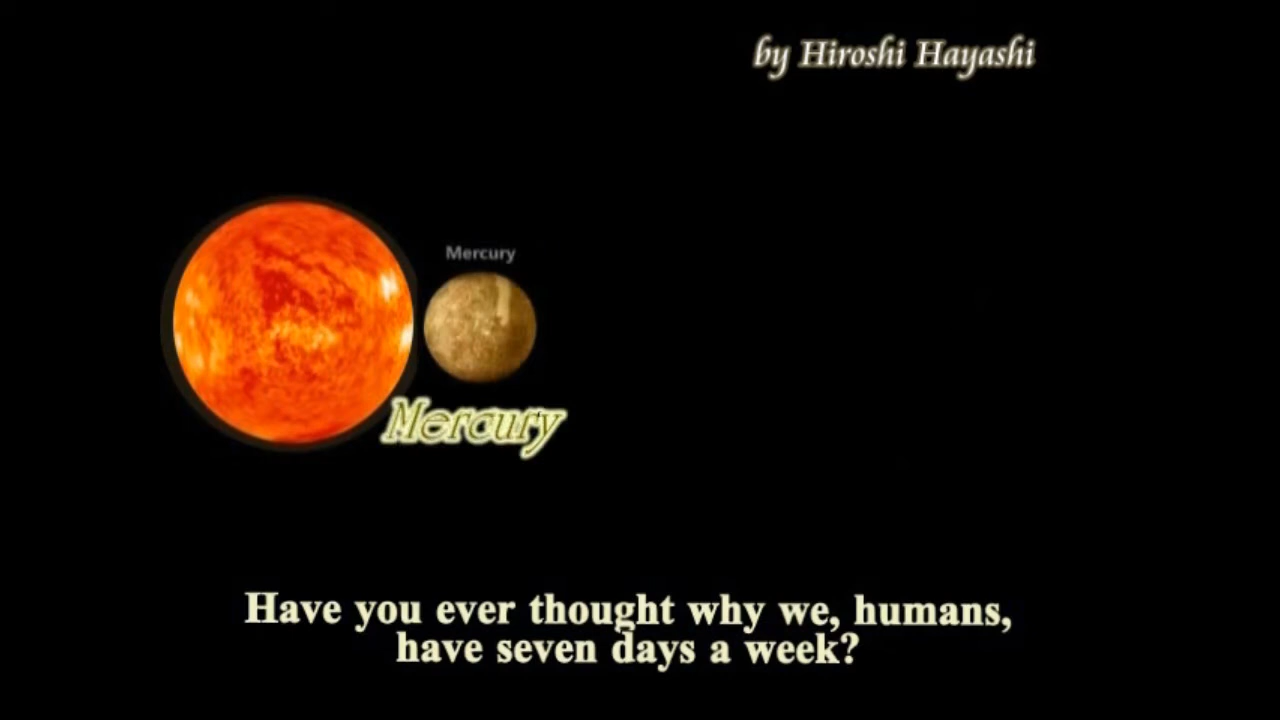 by Hiroshi Hayashi
Mercury
Mercury
Have you ever thought why we, humans,
have seven days a week?